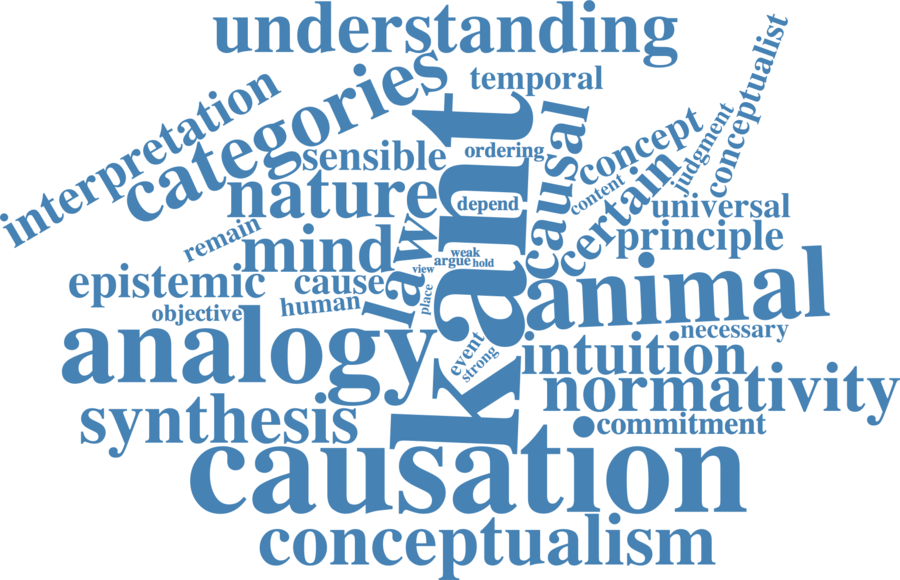 understanding
conceptualist
temporal
categories
interpretation
kant
causal
judgment
concept
sensible
ordering
content
certain
nature
depend
universal
remain
mind
law
principle
weak
argue
hold
view
epistemic
cause
place
animal
human
objective
necessary
analogy
event
strong
intuition
normativity
synthesis
commitment
causation
conceptualism